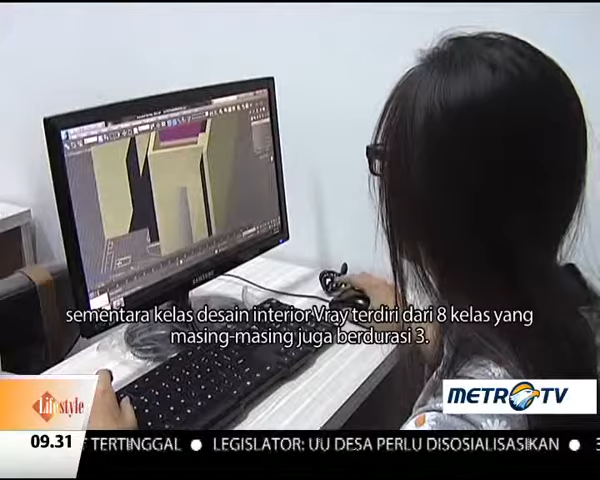 SAMSUNG
sementara kelas desain interior Vray terdiri dari 8 kelas yang
masing-masing juga berdurasi 3.
Lifestyle
METRO TV
09.31
TERTINGGAL ● LEGISLATOR: UU DESA PERLU DISOSIALISASIKAN ●